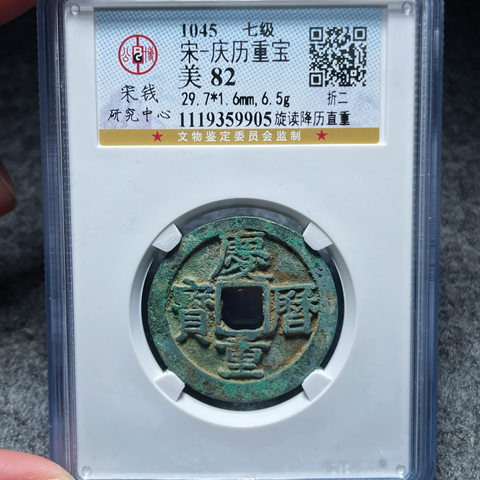 1045 七级
宋-庆历重宝
美 82
29.7*1.6mm,6.5g 折二
1119359905 旋读降历直重
公博
宋钱
研究中心
★ 文物鉴定委员会监制 ★
慶曆重寶